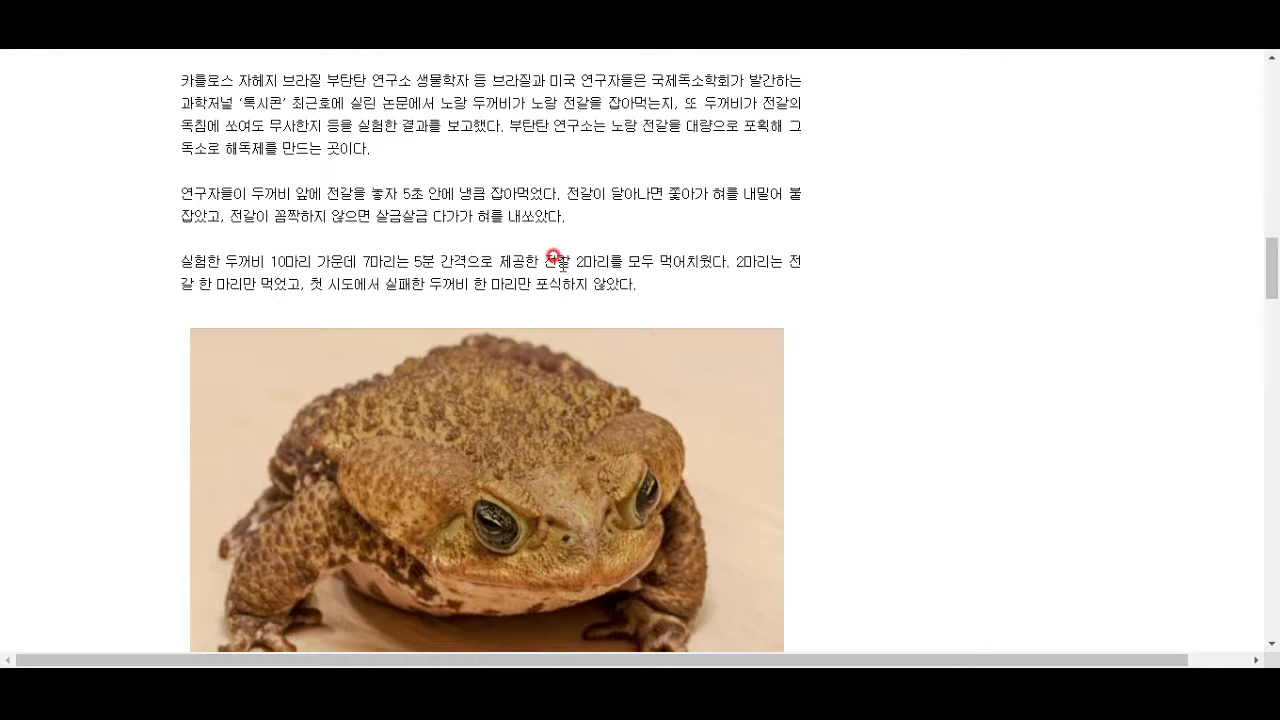 카를로스 자헤지 브라질 부탄탄 연구소 생물학자 등 브라질과 미국 연구자들은 국제독소학회가 발간하는
과학저널 ‘톡시콘’ 최근호에 실린 논문에서 노랑 두꺼비가 노랑 전갈을 잡아먹는지, 또 두꺼비가 전갈의
독침에 쏘여도 무사한지 등을 실험한 결과를 보고했다. 부탄탄 연구소는 노랑 전갈을 대량으로 포획해 그
독소로 해독제를 만드는 곳이다.
연구자들이 두꺼비 앞에 전갈을 놓자 5초 안에 냉큼 잡아먹었다. 전갈이 달아나면 쫓아가 혀를 내밀어 붙
잡았고, 전갈이 꼼짝하지 않으면 살금살금 다가가 혀를 내쏘았다.
실험한 두꺼비 10마리 가운데 7마리는 5분 간격으로 제공한 전갈 2마리를 모두 먹어치웠다. 2마리는 전
갈 한 마리만 먹었고, 첫 시도에서 실패한 두꺼비 한 마리만 포식하지 않았다.